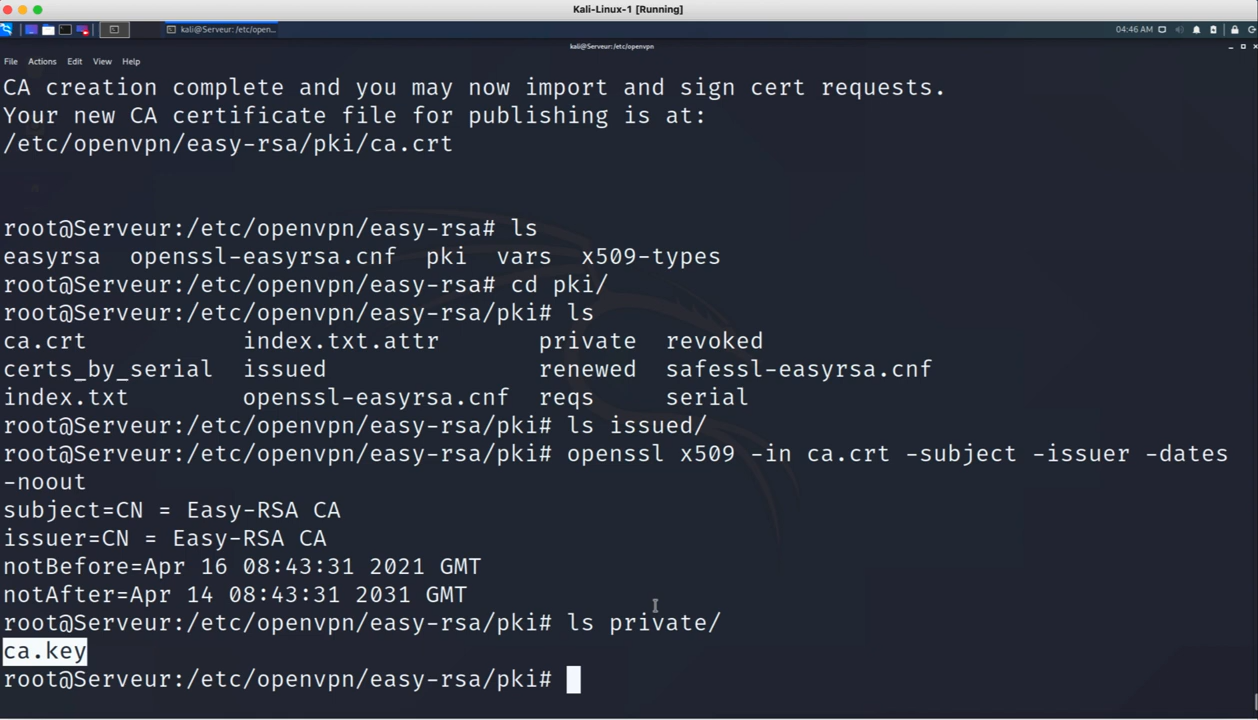 Kali-Linux-1 [Running]
kali@Serveur: /etc/open...
04:46 AM
kali@Serveur:/etc/openvpn
File Actions Edit View Help
CA creation complete and you may now import and sign cert requests.
Your new CA certificate file for publishing is at:
/etc/openvpn/easy-rsa/pki/ca.crt
root@Serveur:/etc/openvpn/easy-rsa# ls
easyrsa openssl-easyrsa.cnf pki vars x509-types
root@Serveur:/etc/openvpn/easy-rsa# cd pki/
root@Serveur:/etc/openvpn/easy-rsa/pki# ls
ca.crt index.txt.attr private revoked
certs_by_serial issued renewed safessl-easyrsa.cnf
index.txt openssl-easyrsa.cnf reqs serial
root@Serveur:/etc/openvpn/easy-rsa/pki# ls issued/
root@Serveur:/etc/openvpn/easy-rsa/pki# openssl x509 -in ca.crt -subject -issuer -dates
-noout
subject=CN = Easy-RSA CA
issuer=CN = Easy-RSA CA
notBefore=Apr 16 08:43:31 2021 GMT
notAfter=Apr 14 08:43:31 2031 GMT
root@Serveur:/etc/openvpn/easy-rsa/pki# ls private/
ca.key
root@Serveur:/etc/openvpn/easy-rsa/pki#